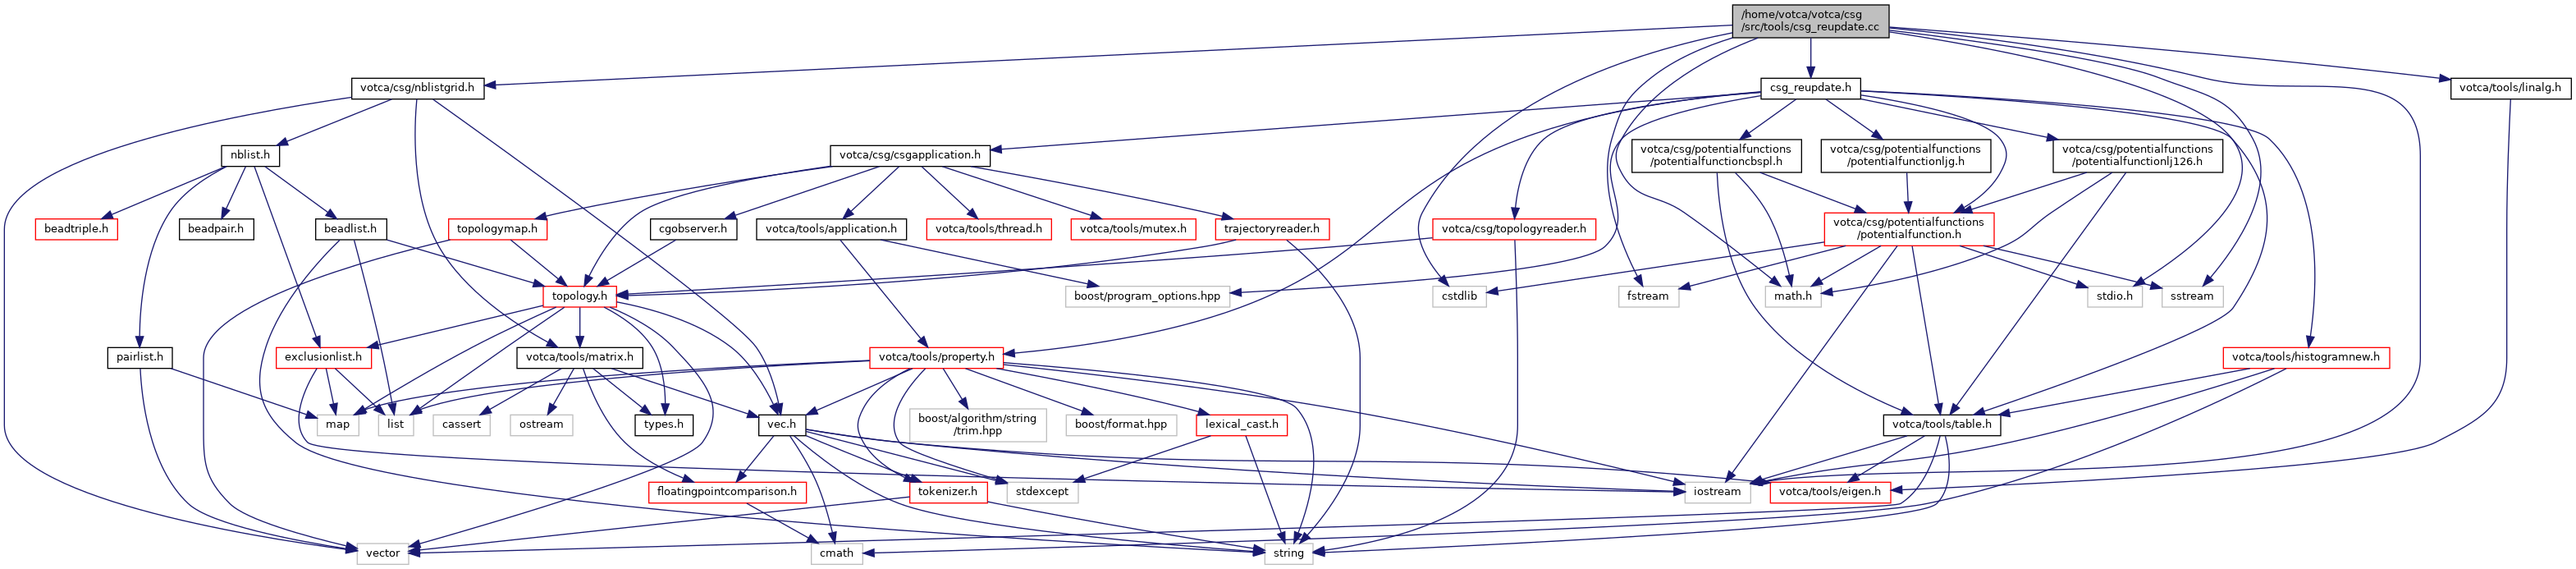 /home/votca/votca/csg
/src/tools/csg_reupdate.cc
votca/csg/nblistgrid.h
csg_reupdate.h
votca/tools/linalg.h
nblist.h
votca/csg/csgapplication.h
votca/csg/potentialfunctions
/potentialfunctioncbspl.h
votca/csg/potentialfunctions
/potentialfunctionljg.h
votca/csg/potentialfunctions
/potentialfunctionlj126.h
beadtriple.h
beadpair.h
beadlist.h
topologymap.h
cgobserver.h
votca/tools/application.h
votca/tools/thread.h
votca/tools/mutex.h
trajectoryreader.h
votca/csg/topologyreader.h
votca/csg/potentialfunctions
/potentialfunction.h
topology.h
boost/program_options.hpp
cstdlib
fstream
math.h
stdio.h
sstream
pairlist.h
exclusionlist.h
votca/tools/matrix.h
votca/tools/property.h
votca/tools/histogramnew.h
map
list
cassert
ostream
types.h
vec.h
boost/algorithm/string
/trim.hpp
boost/format.hpp
lexical_cast.h
votca/tools/table.h
floatingpointcomparison.h
tokenizer.h
stdexcept
iostream
votca/tools/eigen.h
vector
cmath
string